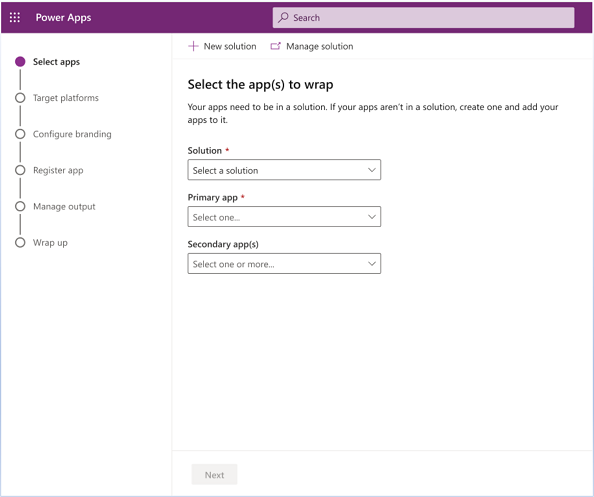 Power Apps
Search
Select apps
Target platforms
Configure branding
Register app
Manage output
Wrap up
New solution
Manage solution
Select the app(s) to wrap
Your apps need to be in a solution. If your apps aren't in a solution, create one and add your
apps to it.
Solution *
Select a solution
Primary app *
Select one...
Secondary app(s)
Select one or more...
Next